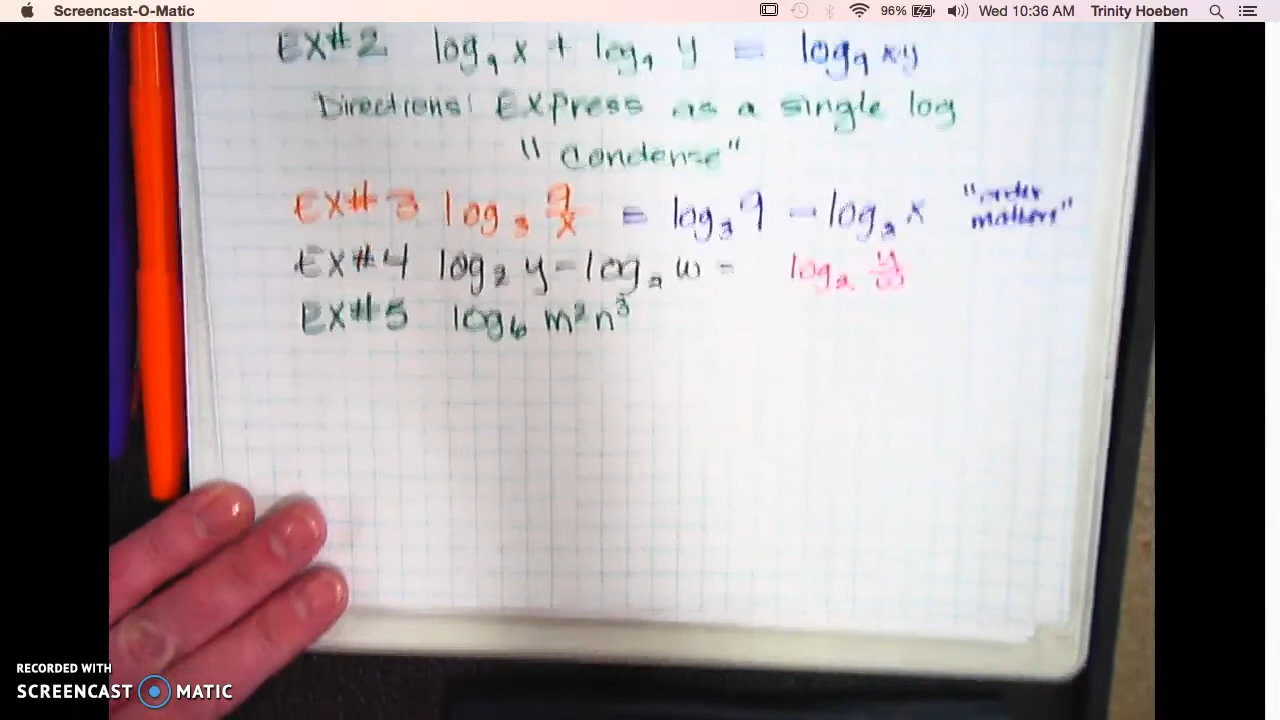 Screencast-O-Matic 96% Wed 10:36 AM Trinity Hoeben
EX#2 log₉ x + log₉ y = log₉ xy
Directions: Express as a single log
"Condense"
EX#3 log₃ 9/x = log₃ 9 - log₃ x "order
matters"
EX#4 log₂ y - log₂ w = log₂ y/w
EX#5 log₆ m²n³
RECORDED WITH
SCREENCAST MATIC